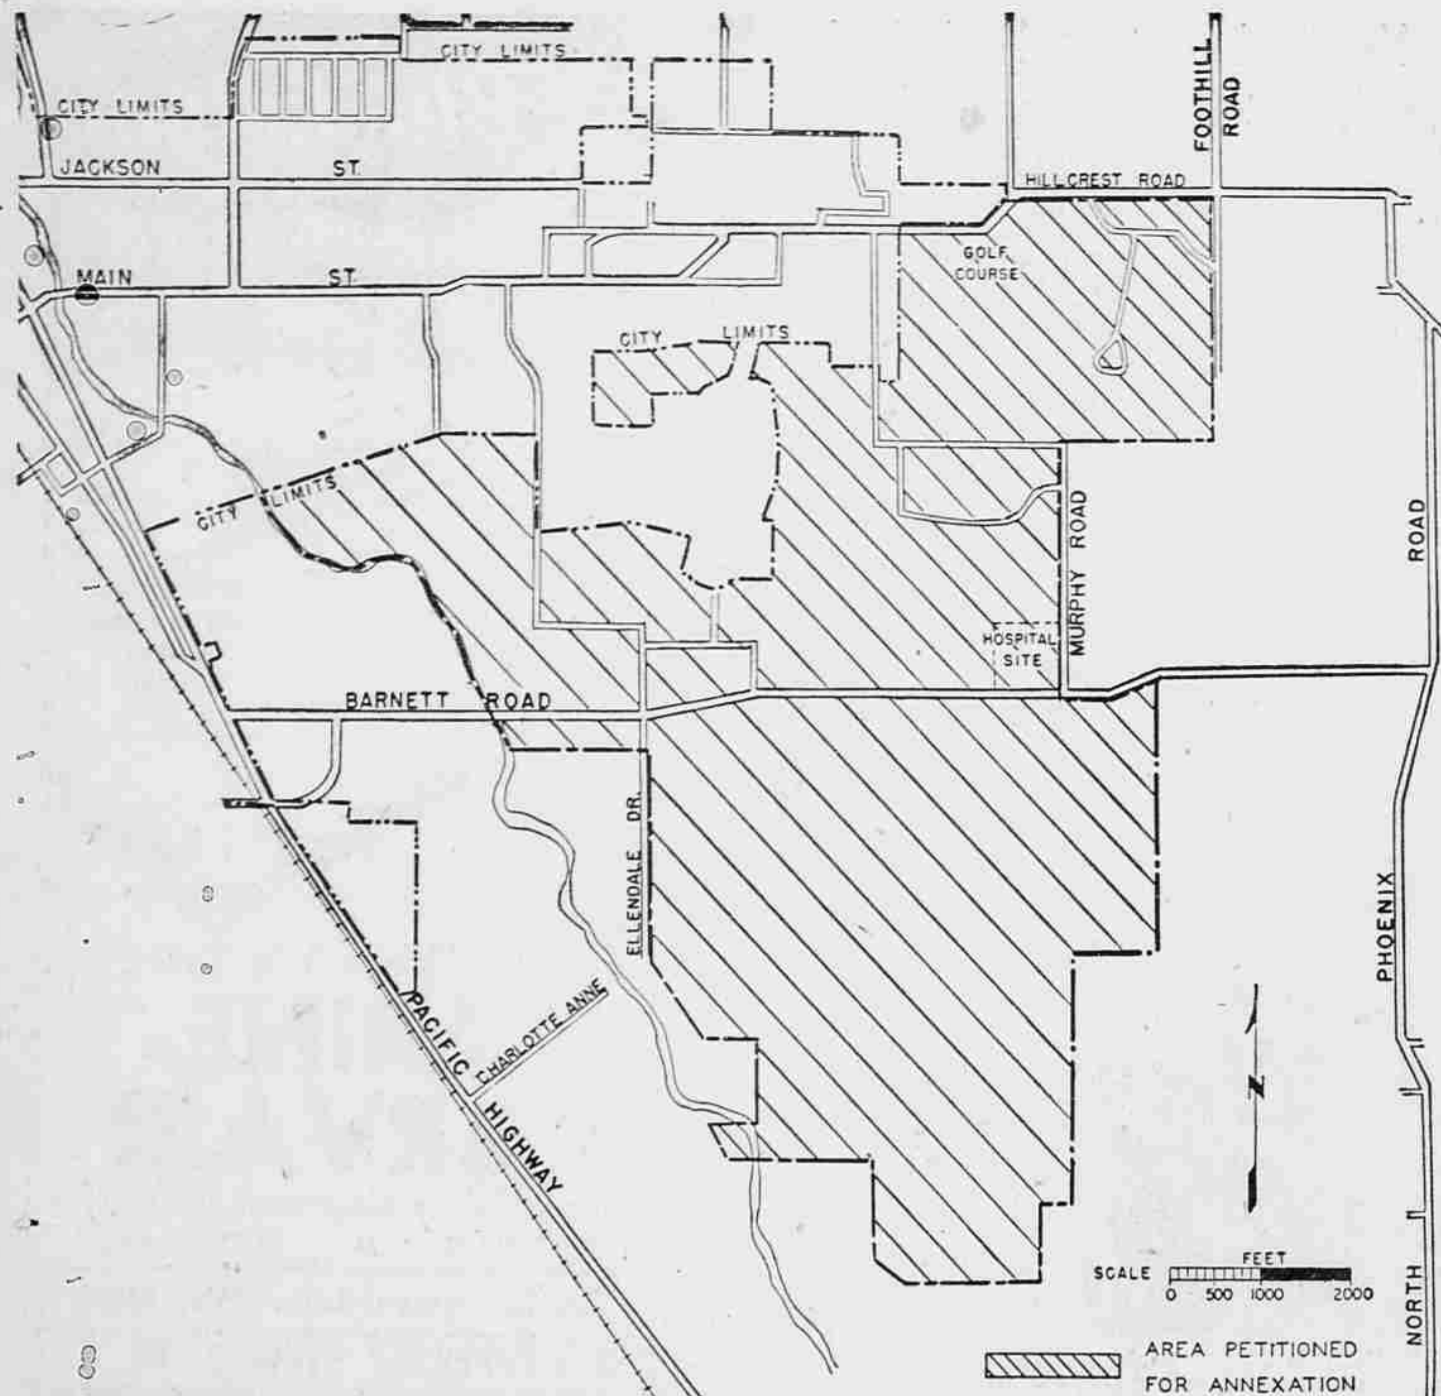 CITY LIMITS
FOOTHILL
ROAD
CITY LIMITS
JACKSON ST.
HILLCREST ROAD
GOLF
COURSE
MAIN ST.
CITY LIMITS
CITY LIMITS
MURPHY ROAD
ROAD
HOSPITAL
SITE
BARNETT ROAD
ELLENDALE DR.
PHOENIX
PACIFIC
CHARLOTTE ANNE
HIGHWAY
N
FEET
SCALE
0 500 1000 2000
NORTH
AREA PETITIONED
FOR ANNEXATION